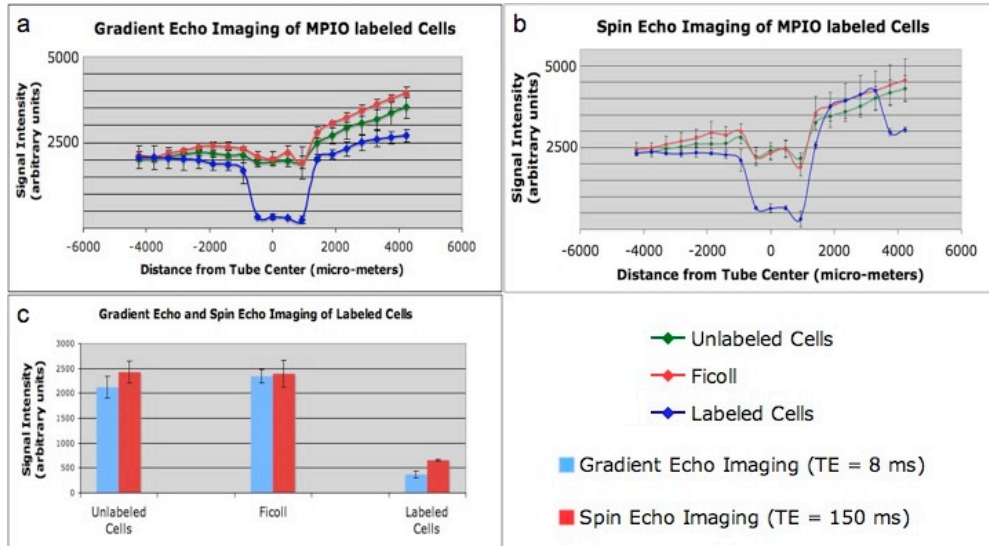 a
Gradient Echo Imaging of MPIO labeled Cells
5000
2500
Signal Intensity
(arbitrary units)
-6000 -4000 -2000 0 2000 4000 6000
Distance from Tube Center (micro-meters)
b
Spin Echo Imaging of MPIO labeled Cells
5000
2500
Signal Intensity
(arbitrary units)
-6000 -4000 -2000 0 2000 4000 6000
Distance from Tube Center (micro-meters)
c
Gradient Echo and Spin Echo Imaging of Labeled Cells
3000
2500
2000
1500
1000
500
0
Signal Intensity
(arbitrary units)
Unlabeled
Cells
Ficoll
Labeled
Cells
Unlabeled Cells
Ficoll
Labeled Cells
Gradient Echo Imaging (TE = 8 ms)
Spin Echo Imaging (TE = 150 ms)